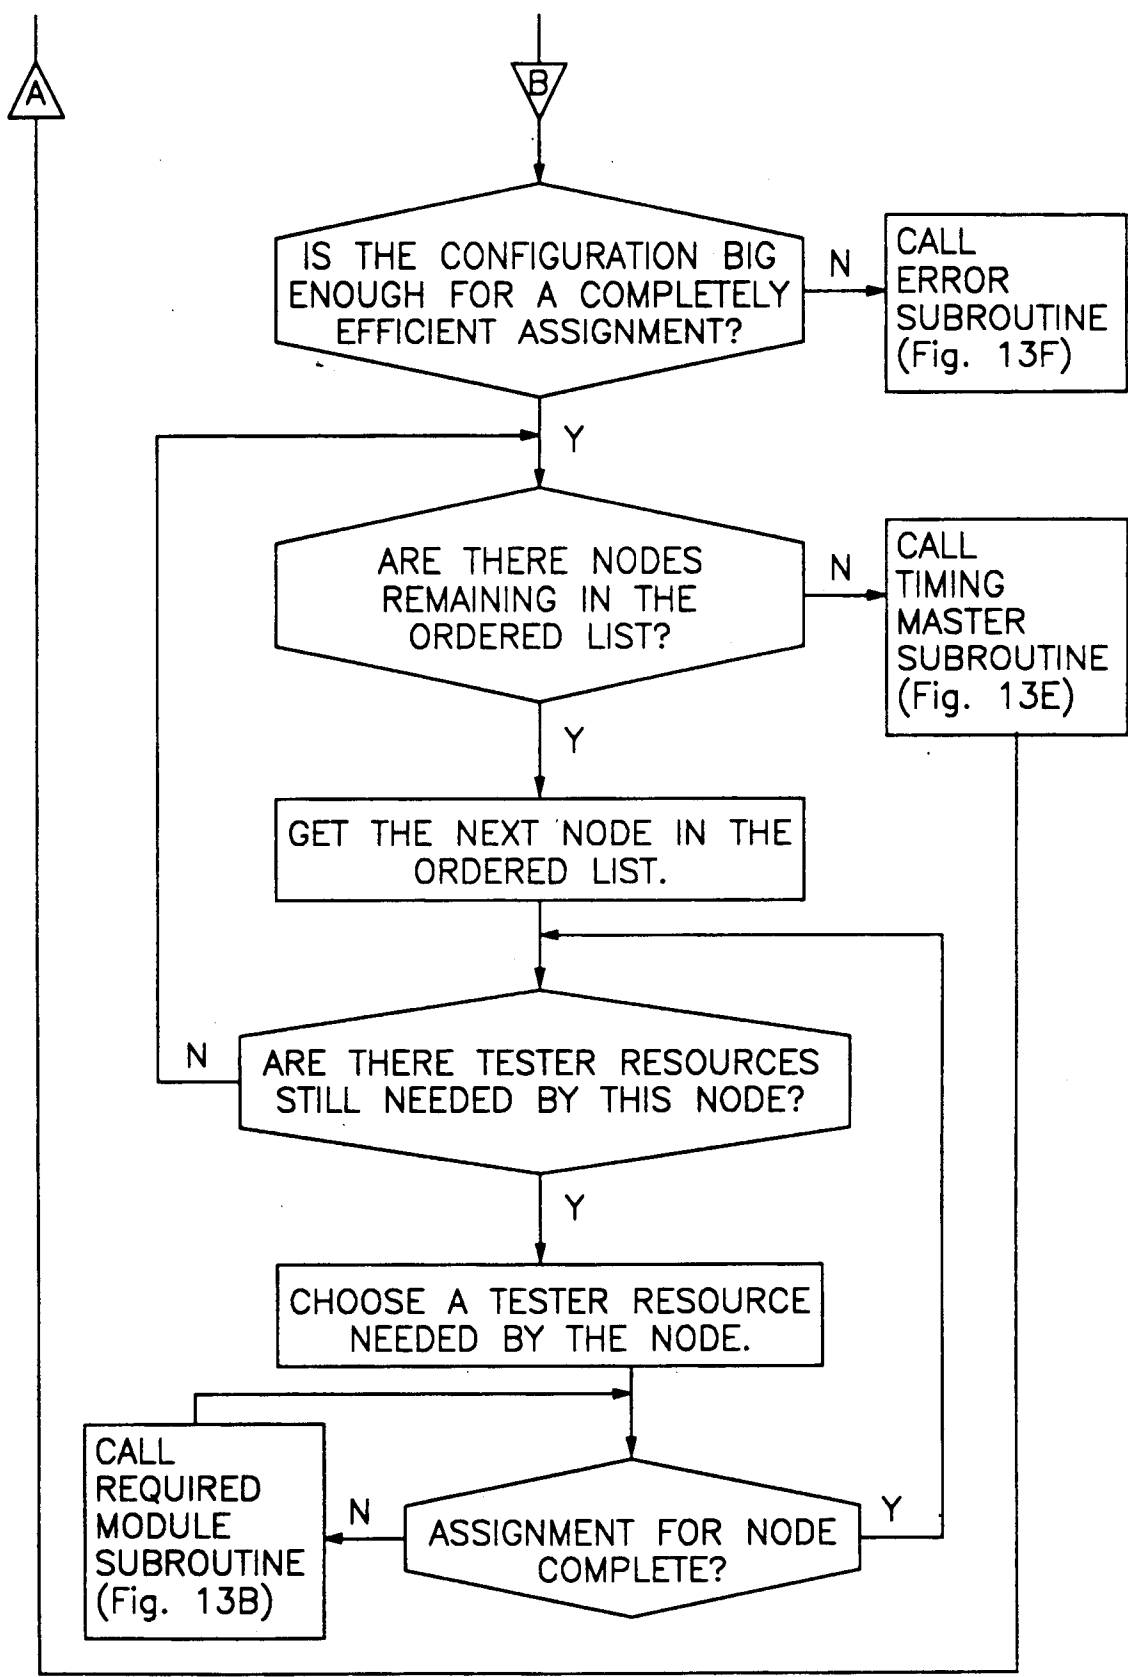 A
B
IS THE CONFIGURATION BIG
ENOUGH FOR A COMPLETELY
EFFICIENT ASSIGNMENT?
N
CALL
ERROR
SUBROUTINE
(Fig. 13F)
Y
ARE THERE NODES
REMAINING IN THE
ORDERED LIST?
N
CALL
TIMING
MASTER
SUBROUTINE
(Fig. 13E)
Y
GET THE NEXT NODE IN THE
ORDERED LIST.
N
ARE THERE TESTER RESOURCES
STILL NEEDED BY THIS NODE?
Y
CHOOSE A TESTER RESOURCE
NEEDED BY THE NODE.
CALL
REQUIRED
MODULE
SUBROUTINE
(Fig. 13B)
N
ASSIGNMENT FOR NODE
COMPLETE?
Y